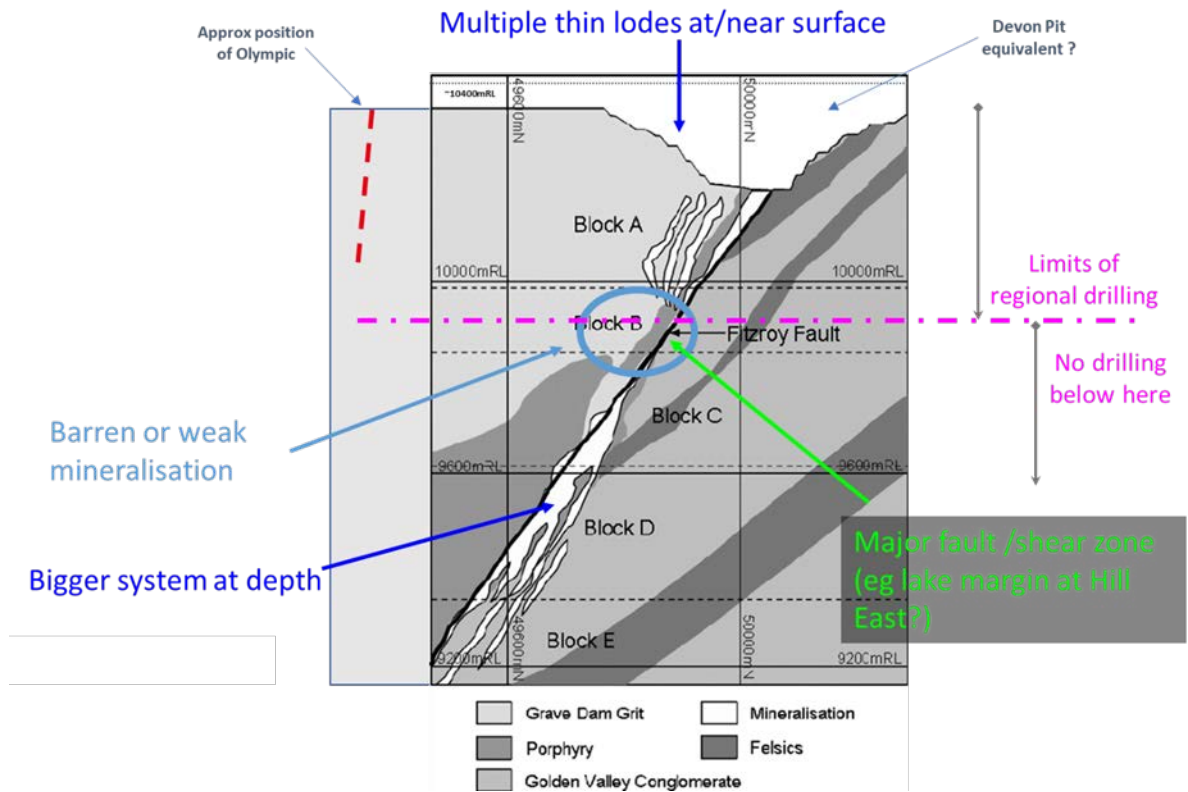 Multiple thin lodes at/near surface
Approx position
of Olympic
Devon Pit
equivalent ?
~10400mRL
49600mN
50000mN
Block A
10000mRL
10000mRL
Limits of
regional drilling
Block B
Fitzroy Fault
No drilling
below here
Block C
Barren or weak
mineralisation
9600mRL
9600mRL
Block D
Major fault /shear zone
(eg lake margin at Hill
East?)
Bigger system at depth
Block E
49600mN
50000mN
9200mRL
9200mRL
Grave Dam Grit
Mineralisation
Porphyry
Felsics
Golden Valley Conglomerate